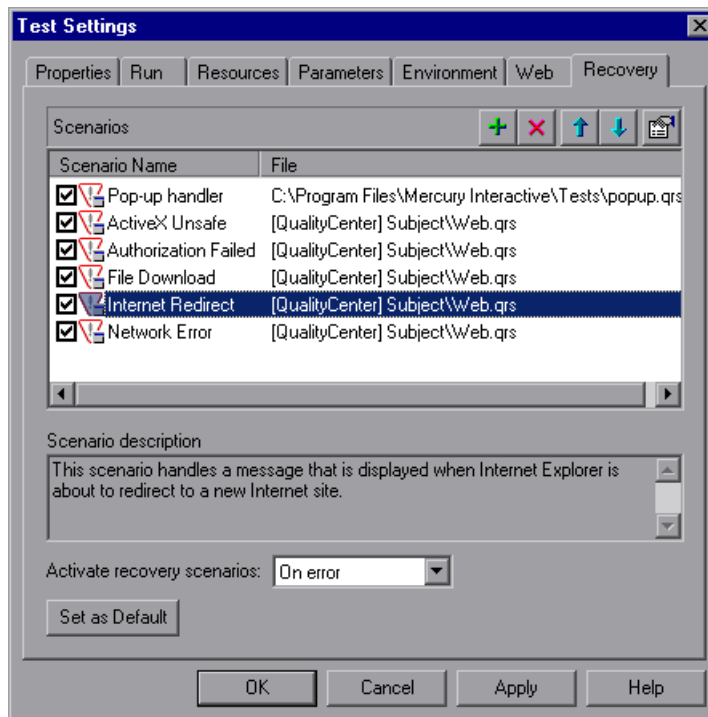 Test Settings
Properties Run Resources Parameters Environment Web Recovery
Scenarios
Scenario Name File
Pop-up handler C:\Program Files\Mercury Interactive\Tests\popup.qrs
ActiveX Unsafe [QualityCenter] Subject\Web.qrs
Authorization Failed [QualityCenter] Subject\Web.qrs
File Download [QualityCenter] Subject\Web.qrs
Internet Redirect [QualityCenter] Subject\Web.qrs
Network Error [QualityCenter] Subject\Web.qrs
Scenario description
This scenario handles a message that is displayed when Internet Explorer is
about to redirect to a new Internet site.
Activate recovery scenarios: On error
Set as Default
OK Cancel Apply Help